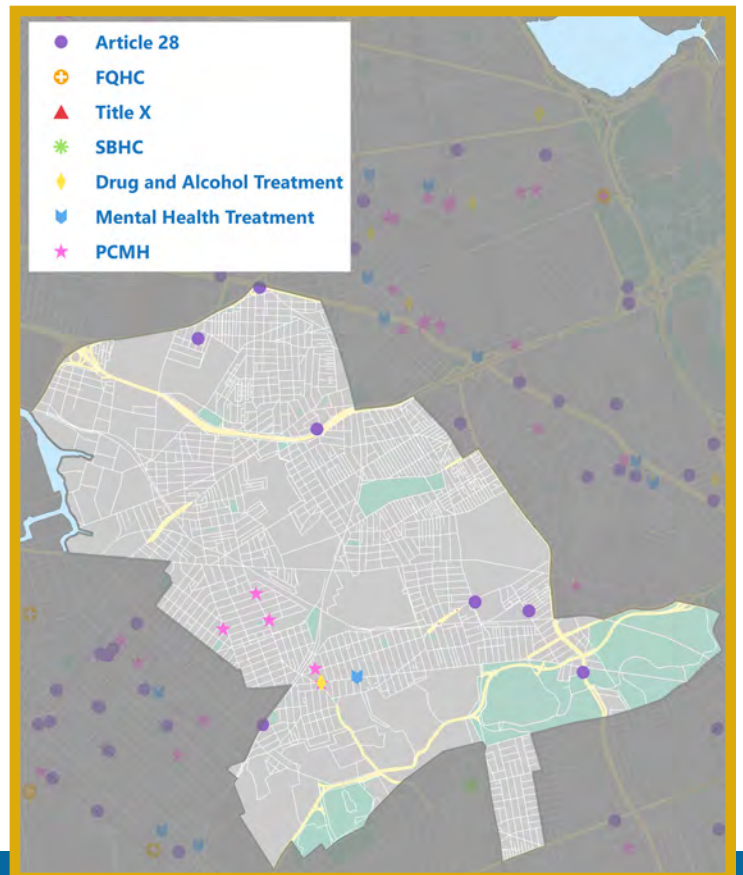 Article 28
FQHC
Title X
SBHC
Drug and Alcohol Treatment
Mental Health Treatment
PCMH